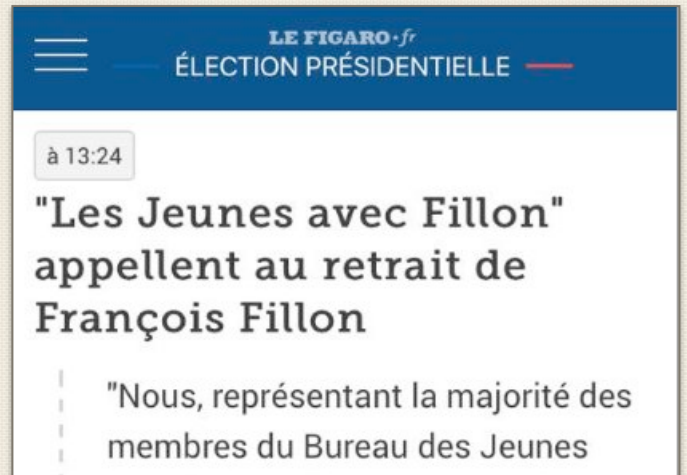 LE FIGARO·fr
ÉLECTION PRÉSIDENTIELLE
à 13:24
"Les Jeunes avec Fillon"
appellent au retrait de
François Fillon
"Nous, représentant la majorité des
membres du Bureau des Jeunes